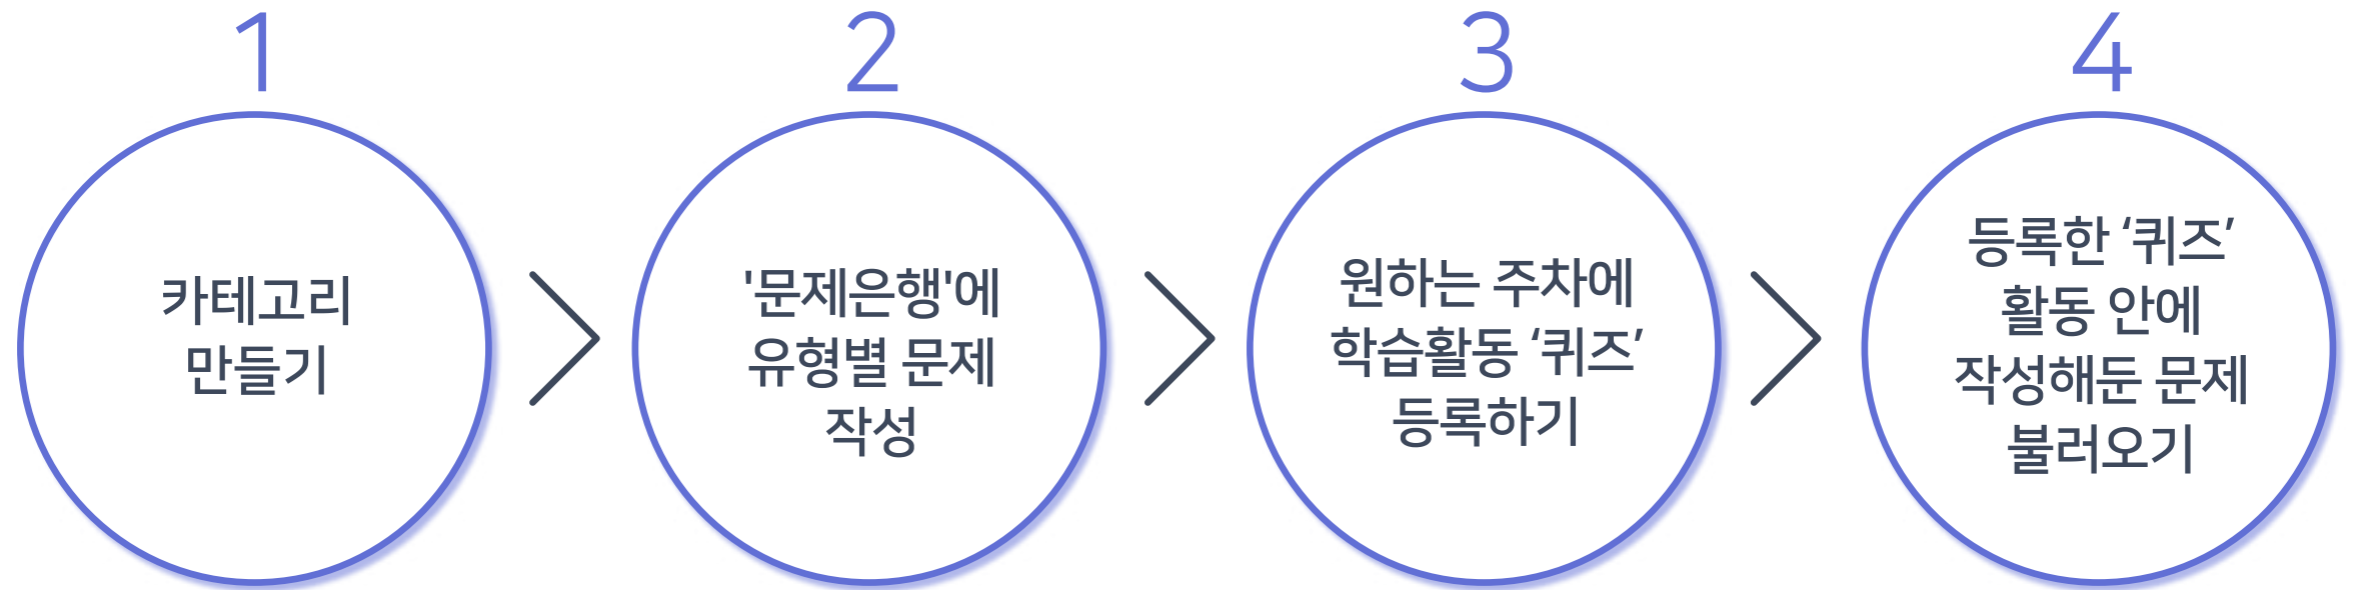 1
카테고리
만들기
2
'문제은행'에
유형별 문제
작성
3
원하는 주차에
학습활동 ‘퀴즈’
등록하기
4
등록한 ‘퀴즈’
활동 안에
작성해둔 문제
불러오기